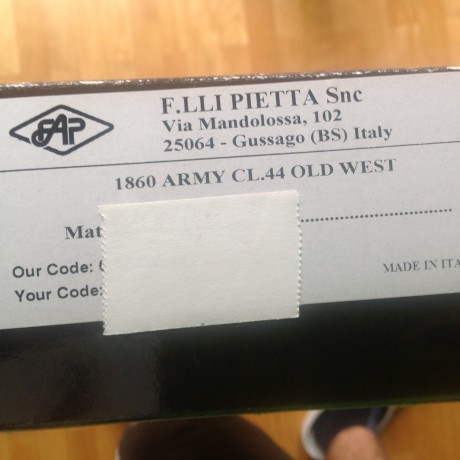 FAP
F.LLI PIETTA Snc
Via Mandolossa, 102
25064 - Gussago (BS) Italy
1860 ARMY CL.44 OLD WEST
Mat
Our Code:
Your Code:
MADE IN ITA